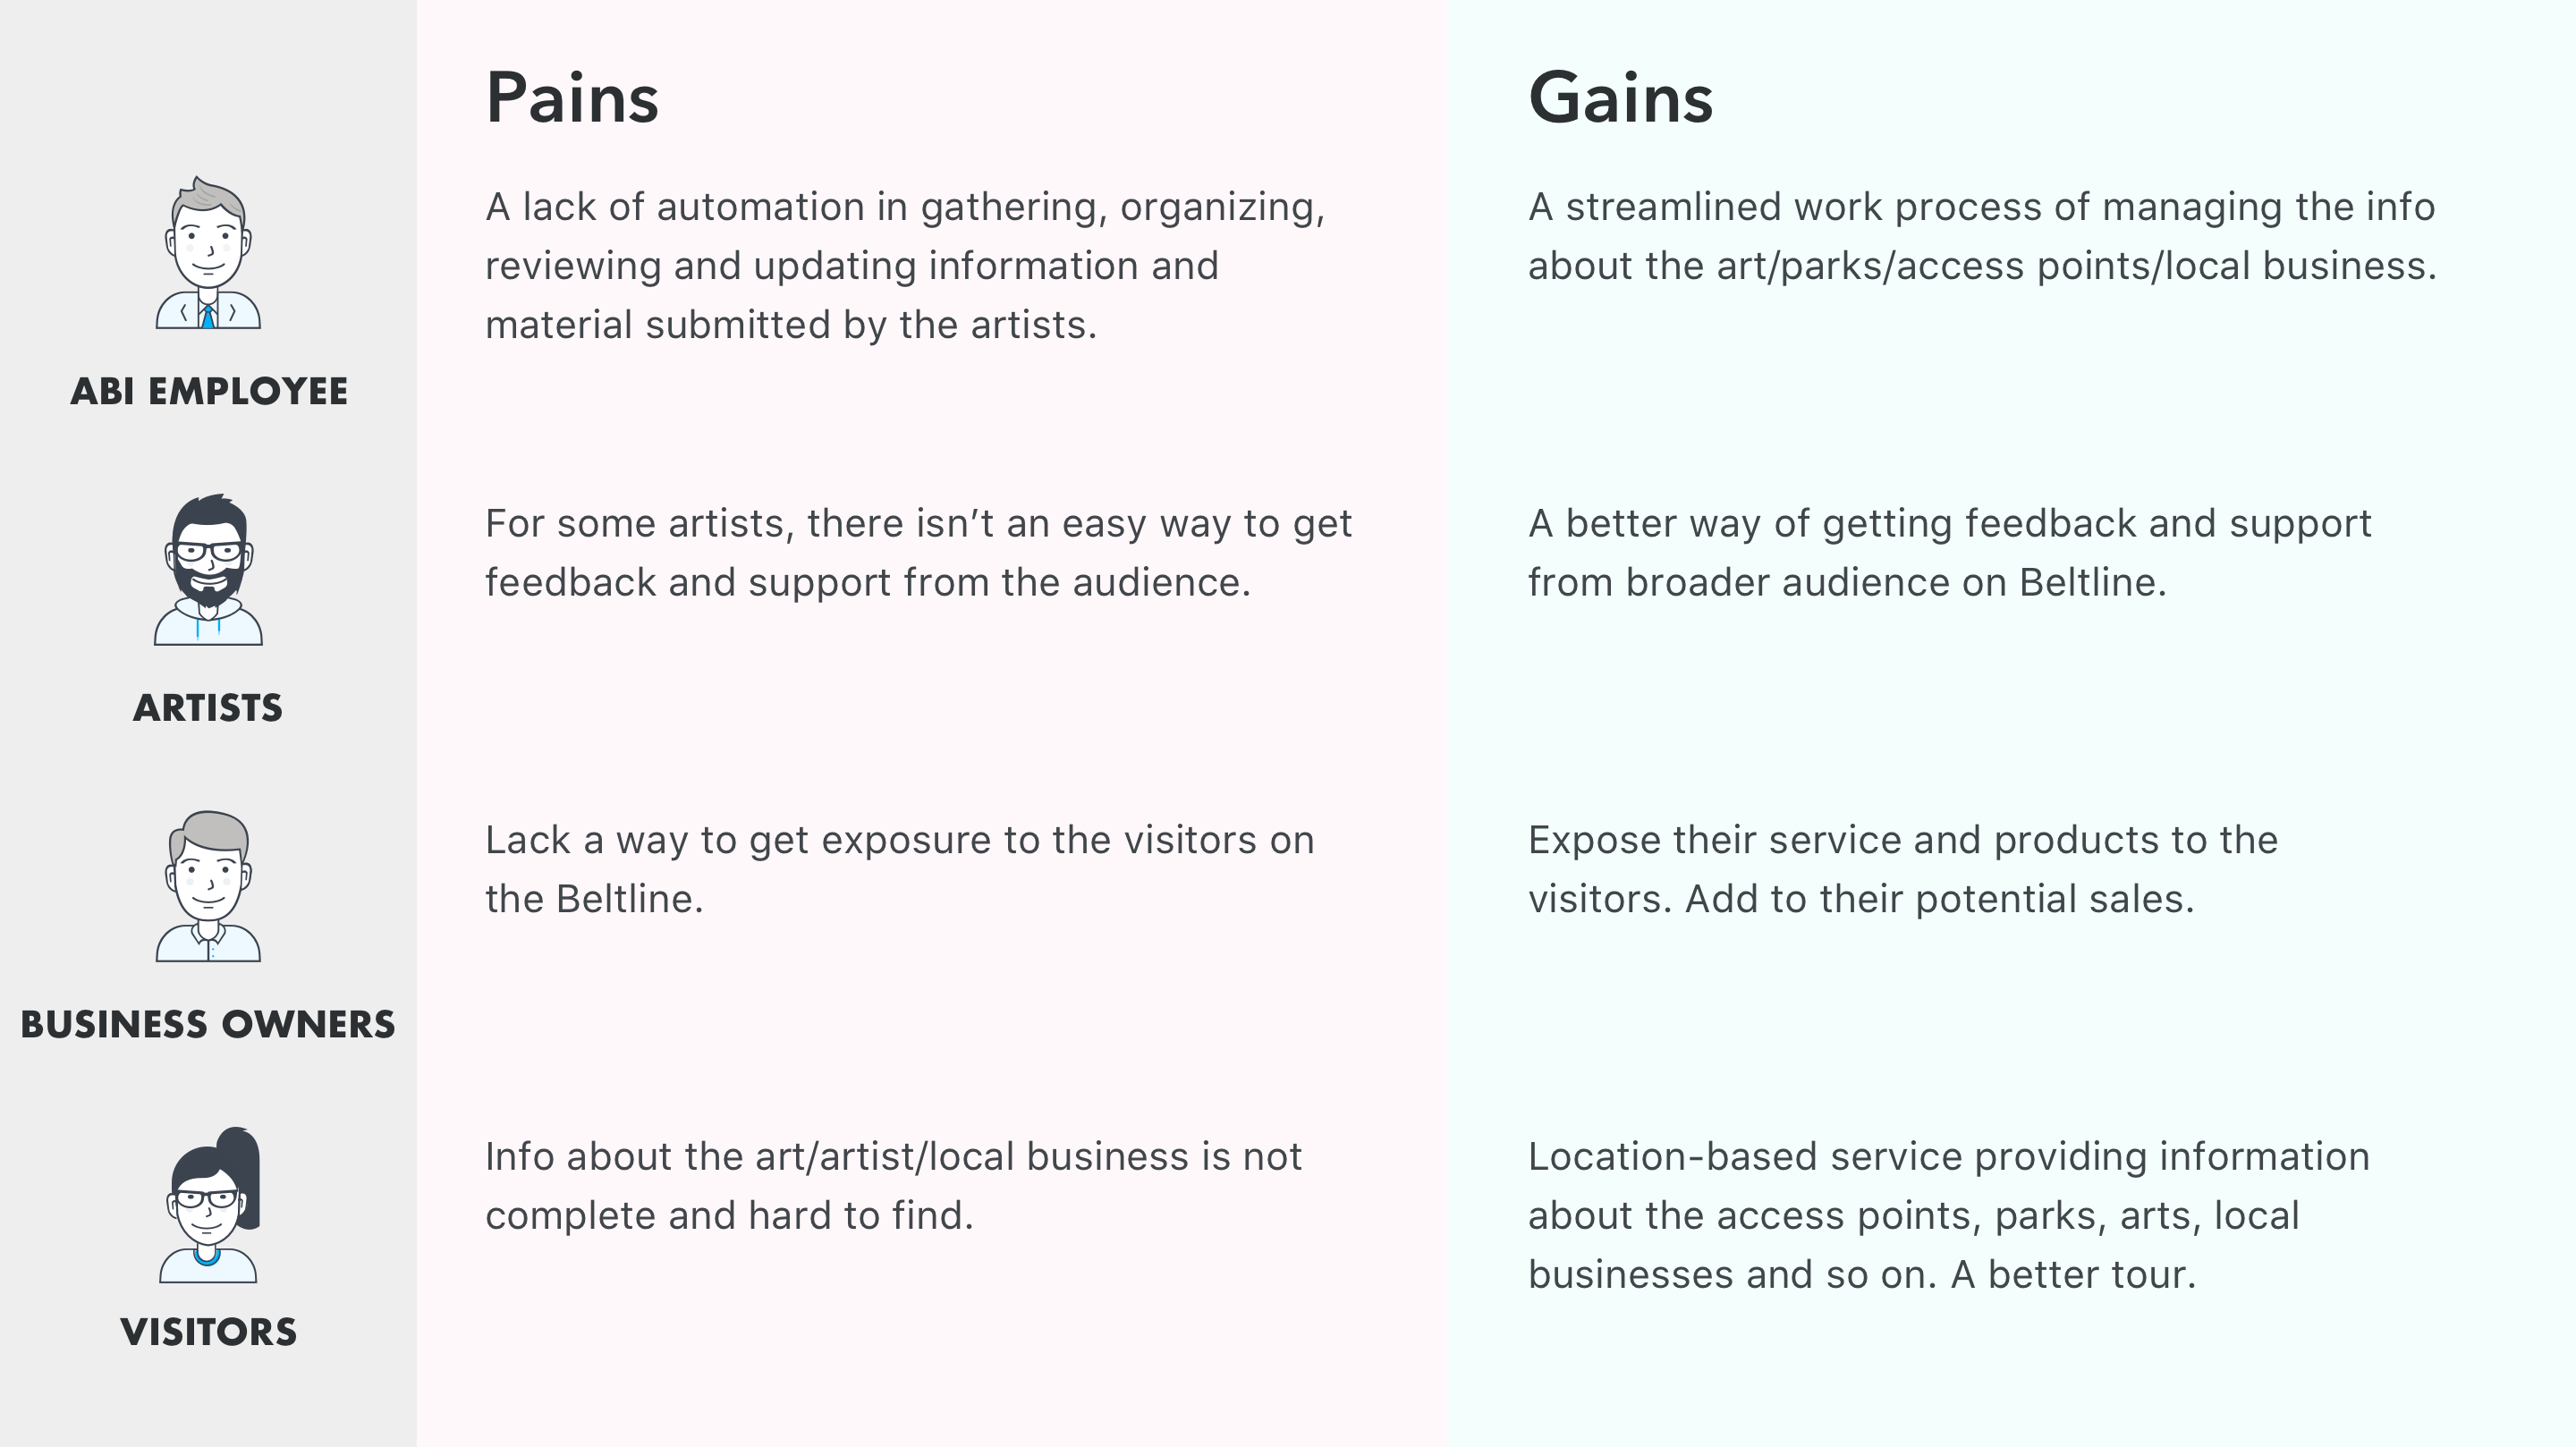 Pains
Gains
A lack of automation in gathering, organizing,
reviewing and updating information and
material submitted by the artists.
A streamlined work process of managing the info
about the art/parks/access points/local business.
ABI EMPLOYEE
For some artists, there isn’t an easy way to get
feedback and support from the audience.
A better way of getting feedback and support
from broader audience on Beltline.
ARTISTS
Lack a way to get exposure to the visitors on
the Beltline.
Expose their service and products to the
visitors. Add to their potential sales.
BUSINESS OWNERS
Info about the art/artist/local business is not
complete and hard to find.
Location-based service providing information
about the access points, parks, arts, local
businesses and so on. A better tour.
VISITORS